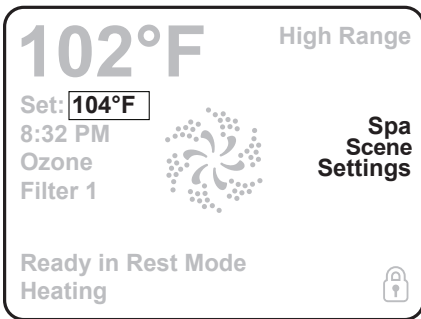 102°F
High Range
Set: 104°F
8:32 PM
Ozone
Filter 1
Spa
Scene
Settings
Ready in Rest Mode
Heating